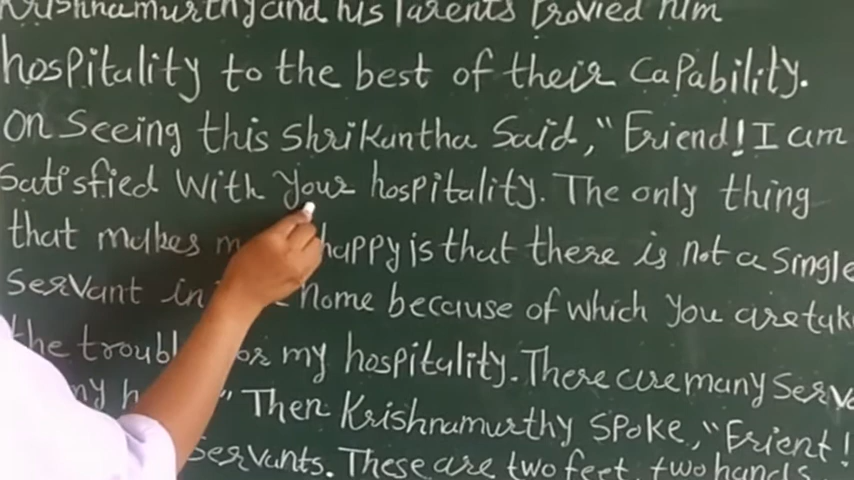 Krishnamurthy and his Parents Provied him
hospitality to the best of their capability.
On seeing this shrikantha said, "Friend! I am
satisfied with your hospitality. The only thing
that makes happy is that there is not a single
servant in home because of which you are
the for my hospitality. There are many
my " Then Krishnamurthy spoke, "Frient!
servants. These are two feet, two hands,